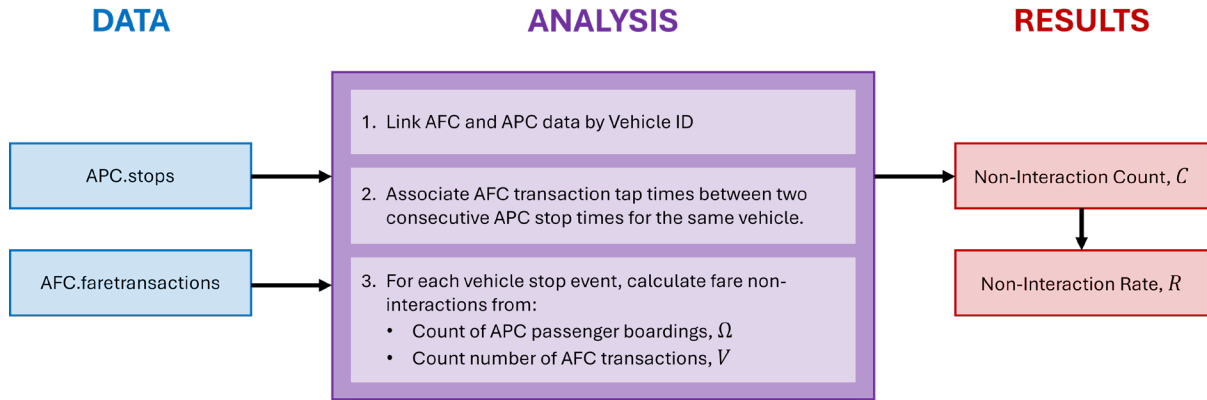 DATA
ANALYSIS
RESULTS
APC.stops
AFC.faretransactions
1. Link AFC and APC data by Vehicle ID
2. Associate AFC transaction tap times between two
consecutive APC stop times for the same vehicle.
3. For each vehicle stop event, calculate fare non-
interactions from:
• Count of APC passenger boardings, Ω
• Count number of AFC transactions, V
Non-Interaction Count, C
Non-Interaction Rate, R